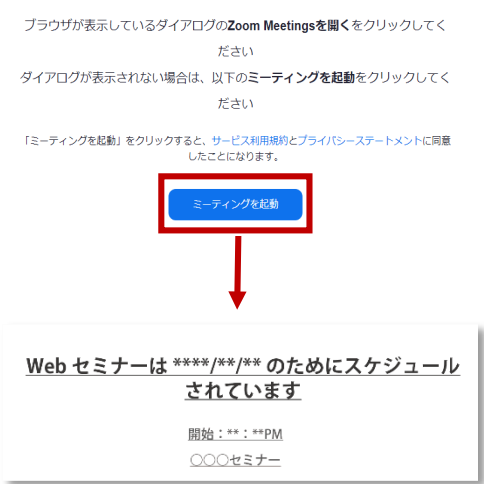 ブラウザが表示しているダイアログのZoom Meetingsを開くをクリックしてく
ださい
ダイアログが表示されない場合は、以下のミーティングを起動をクリックしてく
ださい
「ミーティングを起動」をクリックすると、サービス利用規約とプライバシーステートメントに同意
したことになります。
ミーティングを起動
Web セミナーは ****/**/** のためにスケジュール
されています
開始：**：**PM
○○○セミナー